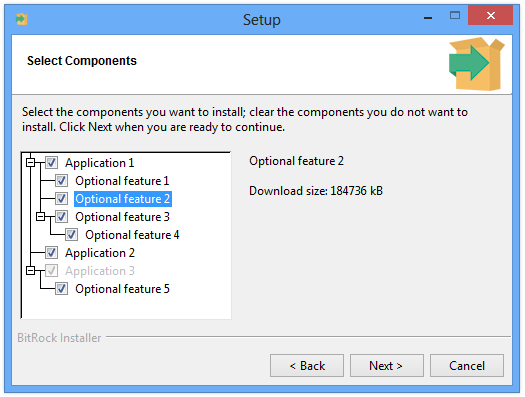 Setup
Select Components
Select the components you want to install; clear the components you do not want to
install. Click Next when you are ready to continue.
Application 1
Optional feature 1
Optional feature 2
Optional feature 3
Optional feature 4
Application 2
Application 3
Optional feature 5
Optional feature 2
Download size: 184736 kB
BitRock Installer
< Back
Next >
Cancel